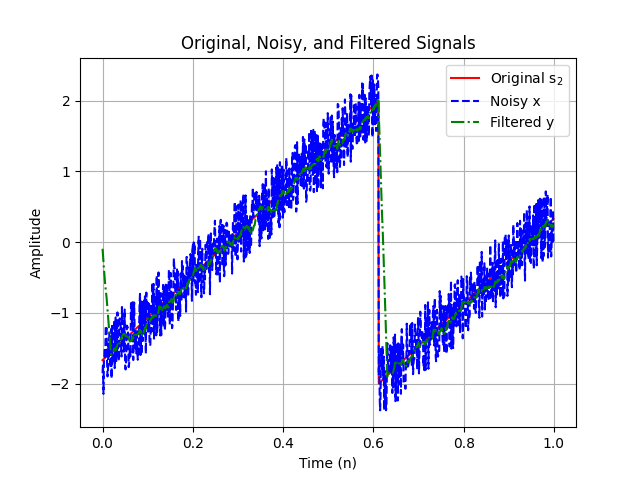 Original, Noisy, and Filtered Signals
Original s₂
Noisy x
Filtered y
Amplitude
2
1
0
−1
−2
0.0 0.2 0.4 0.6 0.8 1.0
Time (n)